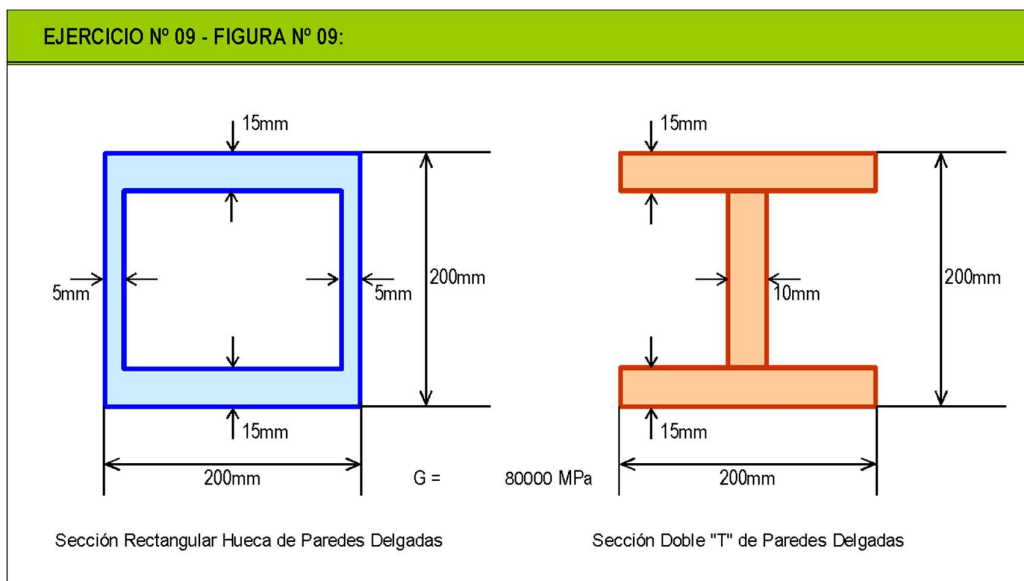 EJERCICIO Nº 09 - FIGURA Nº 09:
15mm
5mm
5mm
200mm
15mm
200mm
15mm
10mm
200mm
15mm
200mm
G = 80000 MPa
Sección Rectangular Hueca de Paredes Delgadas
Sección Doble "T" de Paredes Delgadas